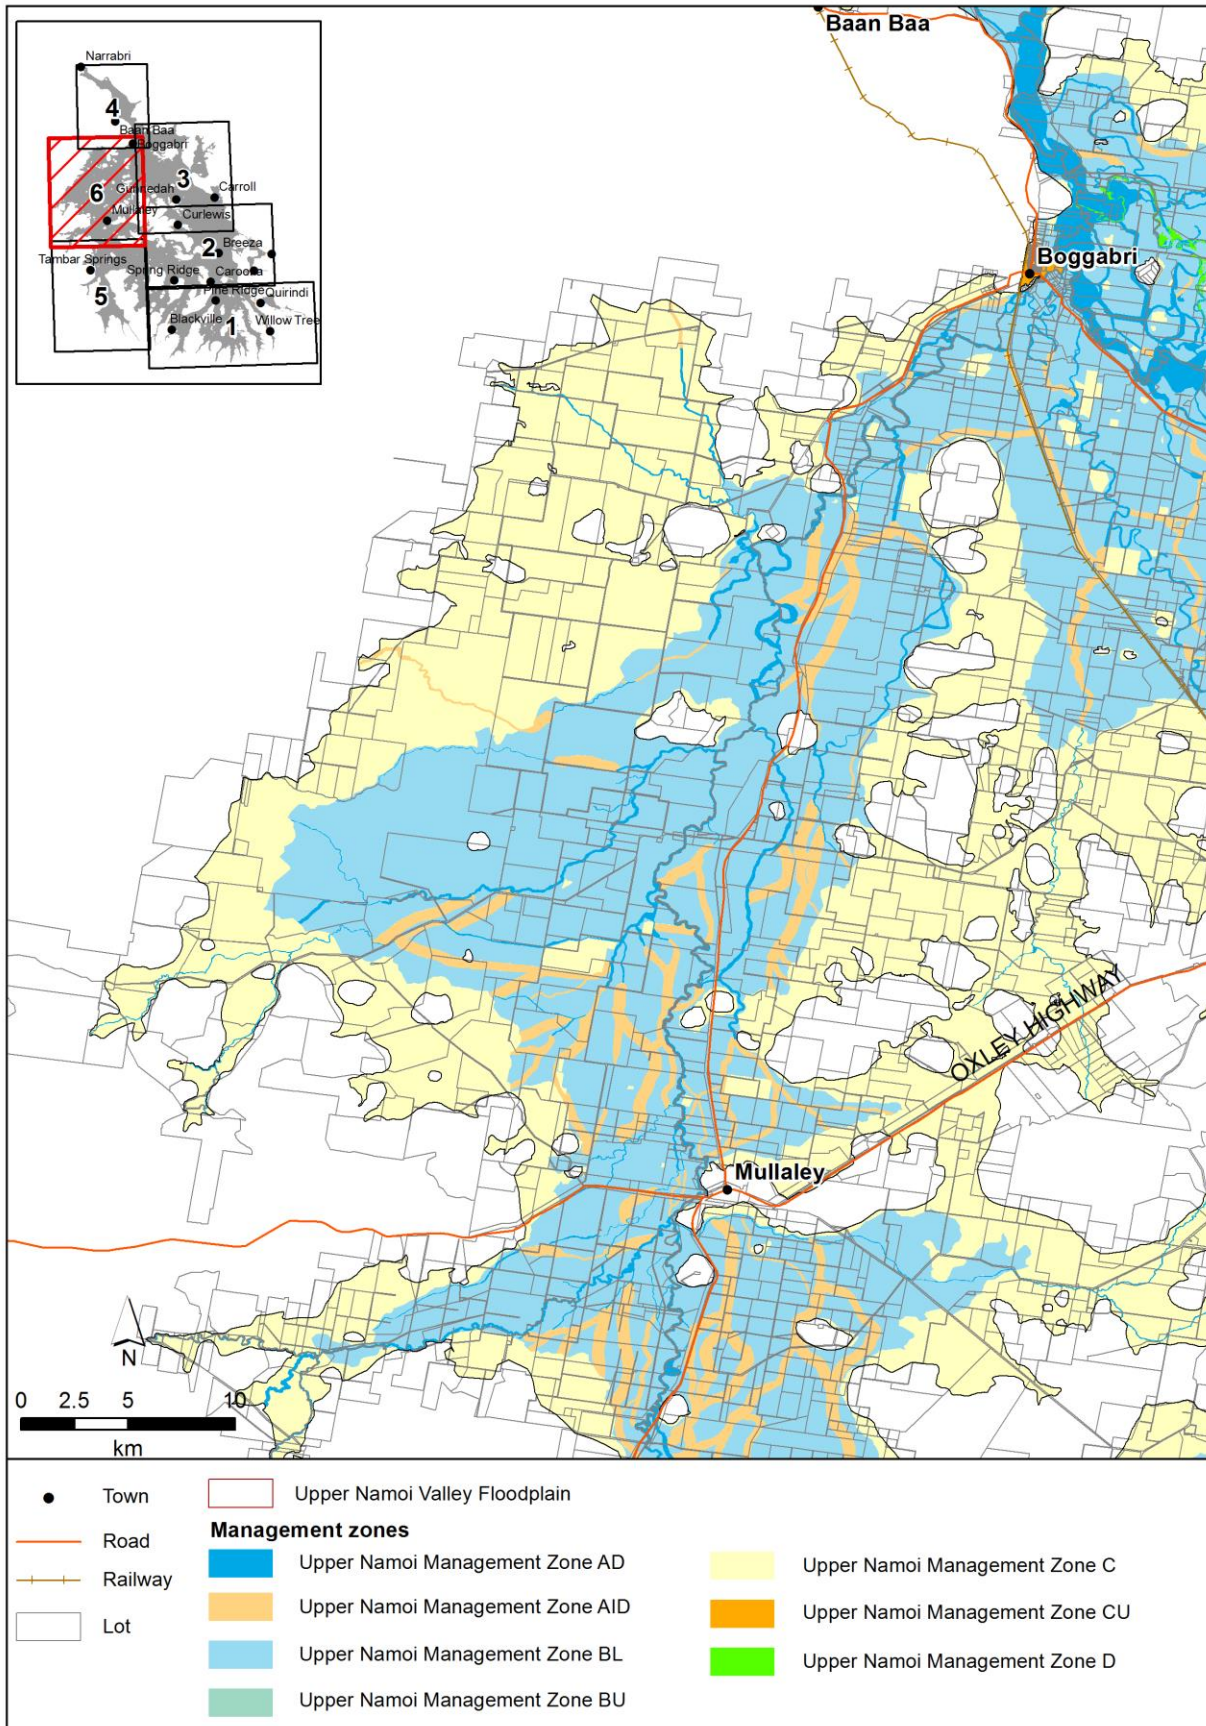 Baan Baa
Narrabri
4
Baan Baa
Boggabri
3
Gunnedah
Carroll
6
Mullaley
Curlewis
2
Breeza
Tambar Springs
Spring Ridge
Caroona
5
Pine Ridge
Quirindi
Blackville
1
Willow Tree
Boggabri
OXLEY HIGHWAY
Mullaley
N
0 2.5 5 10
km
Town
Road
Railway
Lot
Upper Namoi Valley Floodplain
Management zones
Upper Namoi Management Zone AD
Upper Namoi Management Zone AID
Upper Namoi Management Zone BL
Upper Namoi Management Zone BU
Upper Namoi Management Zone C
Upper Namoi Management Zone CU
Upper Namoi Management Zone D